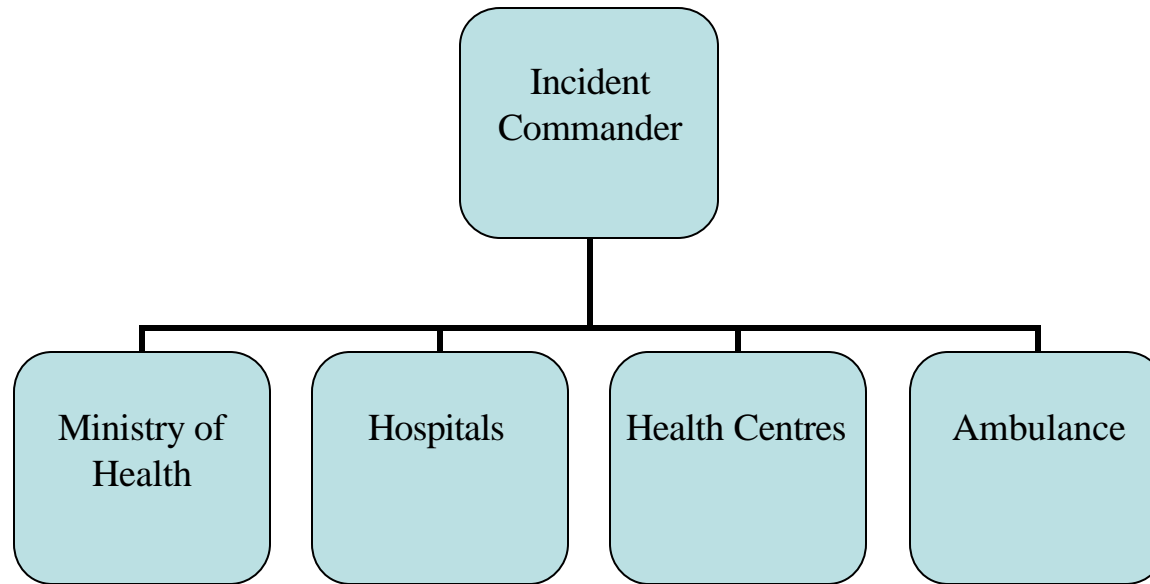 Incident
Commander
Ministry of
Health
Hospitals
Health Centres
Ambulance